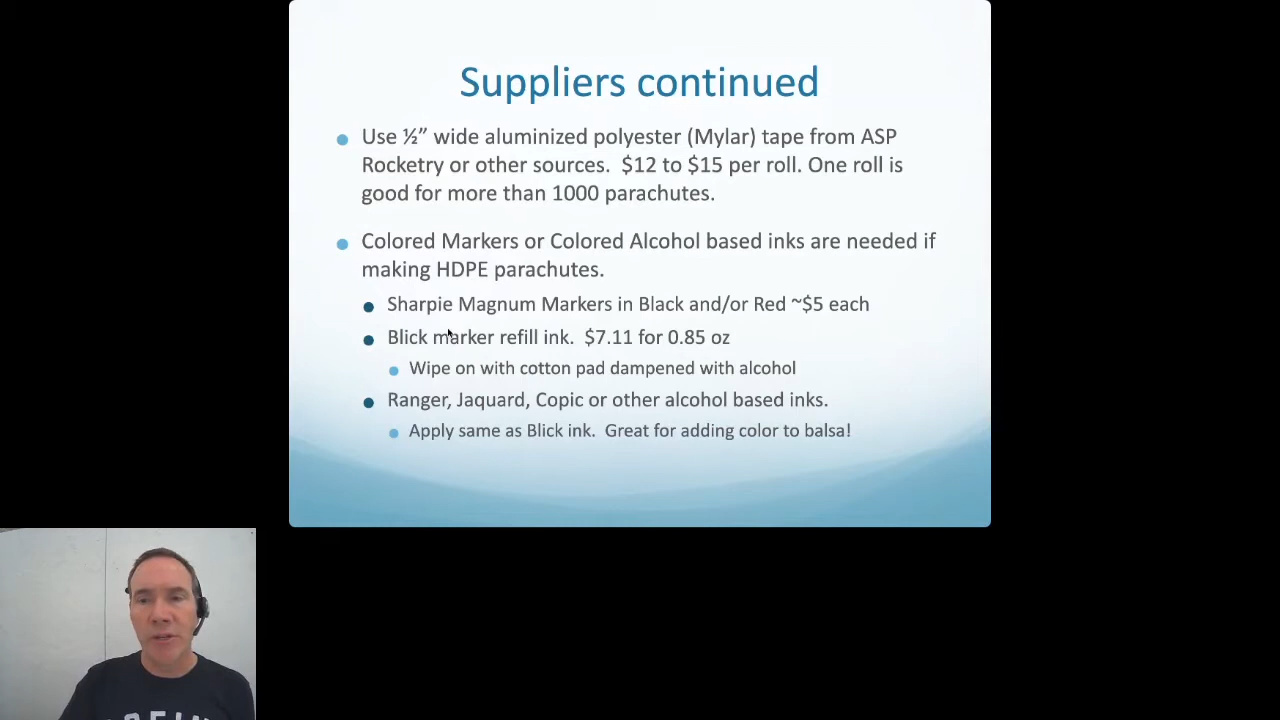 Suppliers continued
Use ½” wide aluminized polyester (Mylar) tape from ASP
Rocketry or other sources.  $12 to $15 per roll. One roll is
good for more than 1000 parachutes.
Colored Markers or Colored Alcohol based inks are needed if
making HDPE parachutes.
Sharpie Magnum Markers in Black and/or Red ~$5 each
Blick marker refill ink.  $7.11 for 0.85 oz
Wipe on with cotton pad dampened with alcohol
Ranger, Jaquard, Copic or other alcohol based inks.
Apply same as Blick ink.  Great for adding color to balsa!